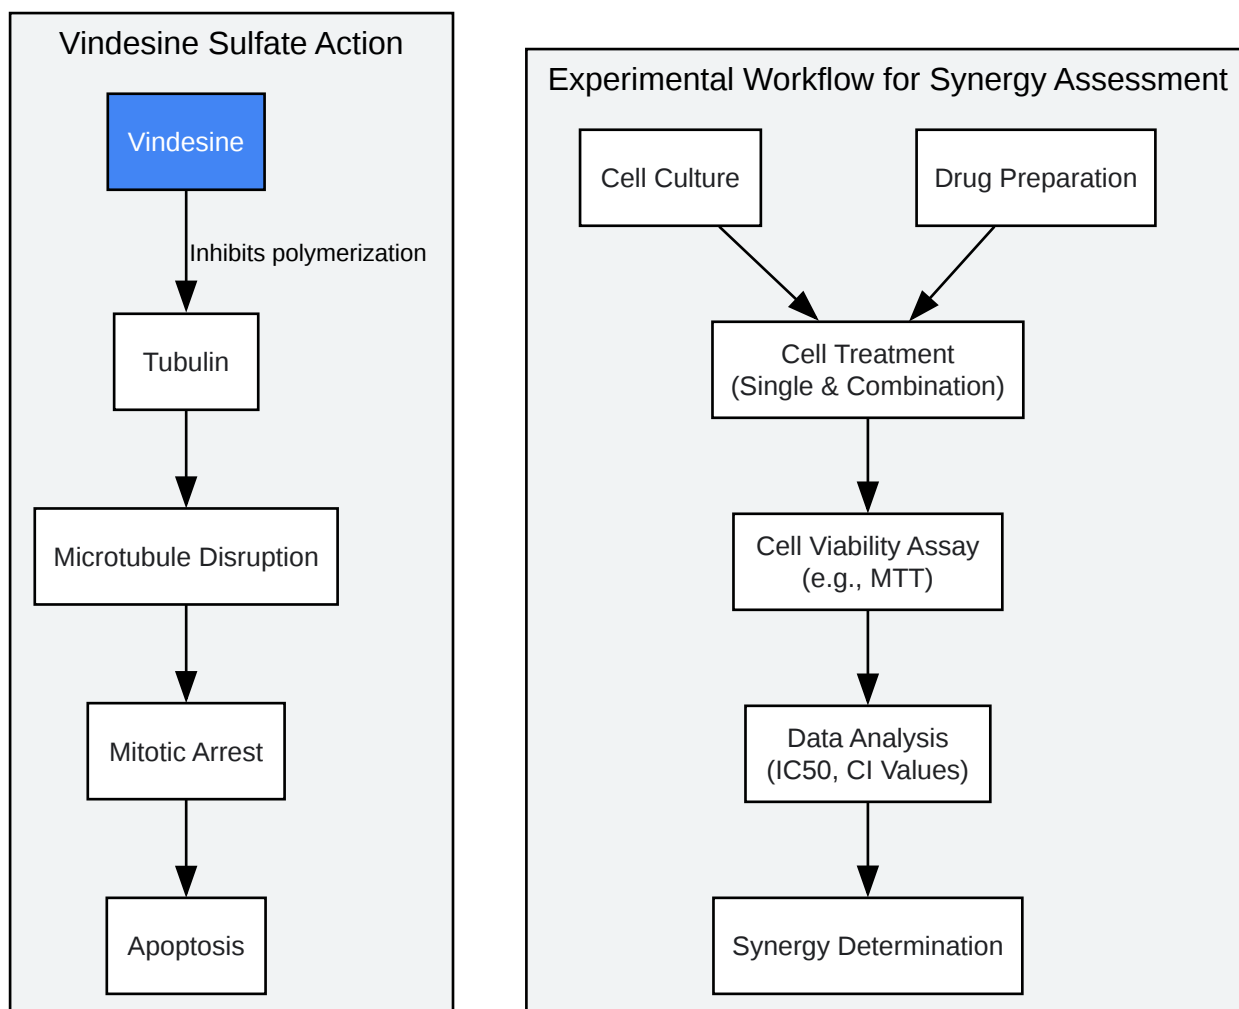 Vindesine Sulfate Action
Vindesine
Inhibits polymerization
Tubulin
Microtubule Disruption
Mitotic Arrest
Apoptosis
Experimental Workflow for Synergy Assessment
Cell Culture
Drug Preparation
Cell Treatment
(Single & Combination)
Cell Viability Assay
(e.g., MTT)
Data Analysis
(IC50, CI Values)
Synergy Determination